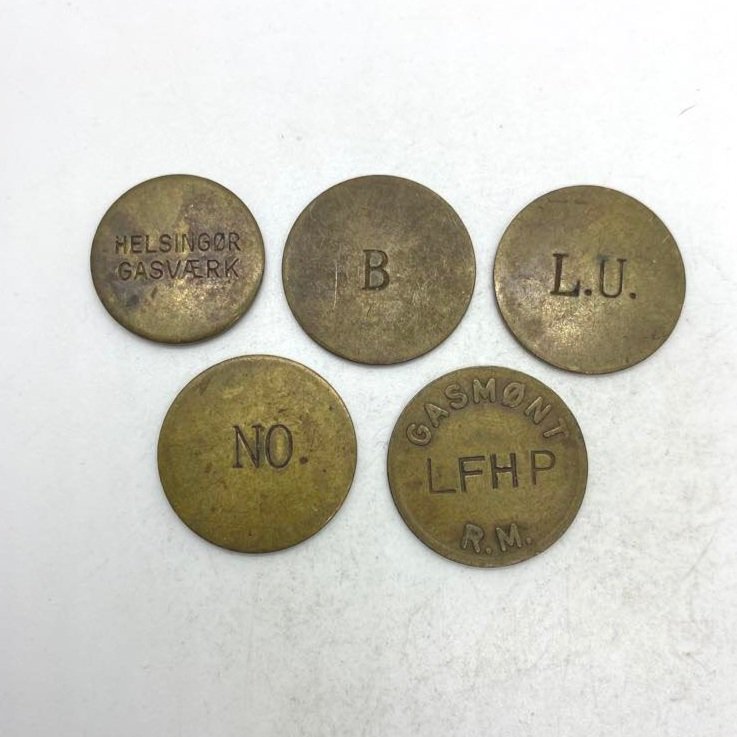 HELSINGØR
GASVÆRK
B
L.U.
NO.
GASMØNT
LFHP
R.M.